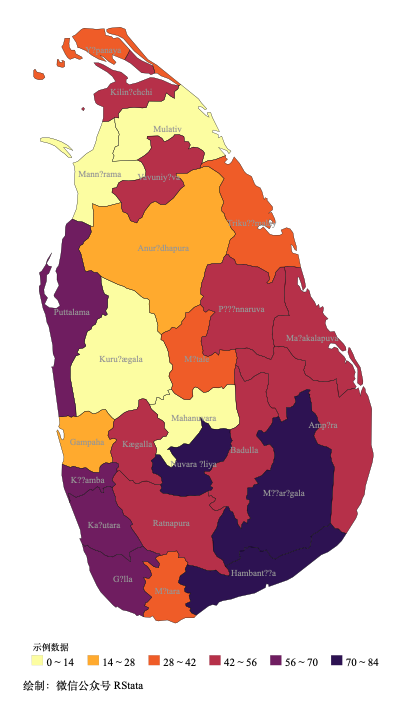 Y?panaya
Kilin?chchi
Mulativ
Mann?rama
Vavuniy?va
Anur?dhapura
Puttalama
P???nnaruva
Ma?akalapuva
Kuru?ægala
M?tale
Mahanuvara
Gampaha
Kægalla
Badulla
Amp?ra
Nuvara ?liya
K??amba
M??ar?gala
Ka?utara
Ratnapura
G?lla
Hambant??a
M?tara
示例数据
0 ~ 14 14 ~ 28 28 ~ 42 42 ~ 56 56 ~ 70 70 ~ 84
绘制：微信公众号 RStata